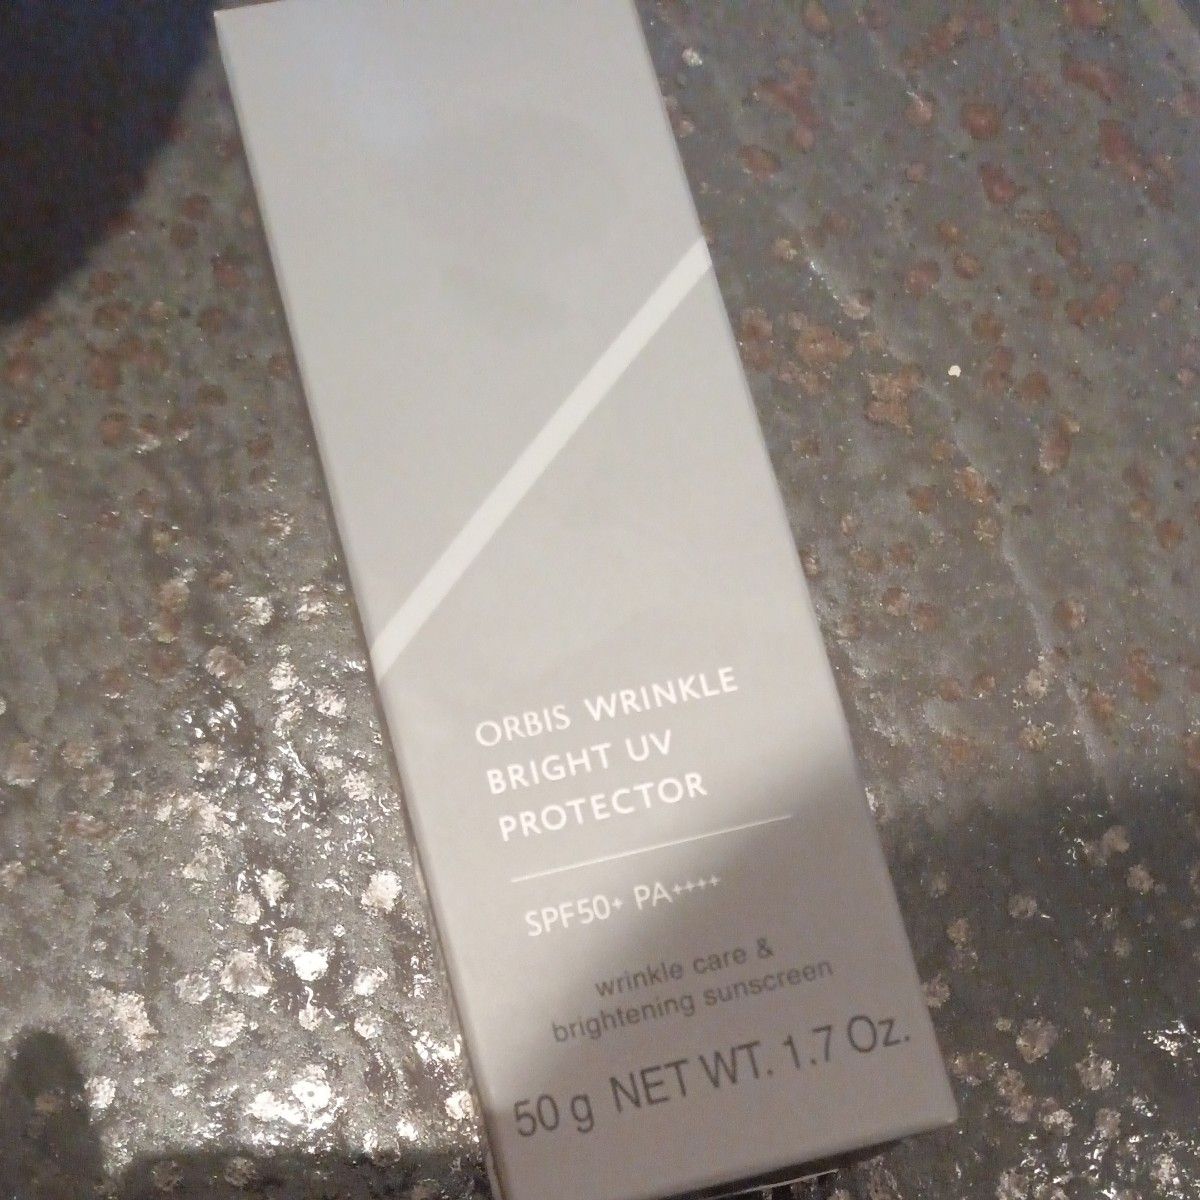 ORBIS WRINKLE
BRIGHT UV
PROTECTOR
SPF50+ PA++++
wrinkle care &
brightening sunscreen
50 g NET WT. 1.7 Oz.